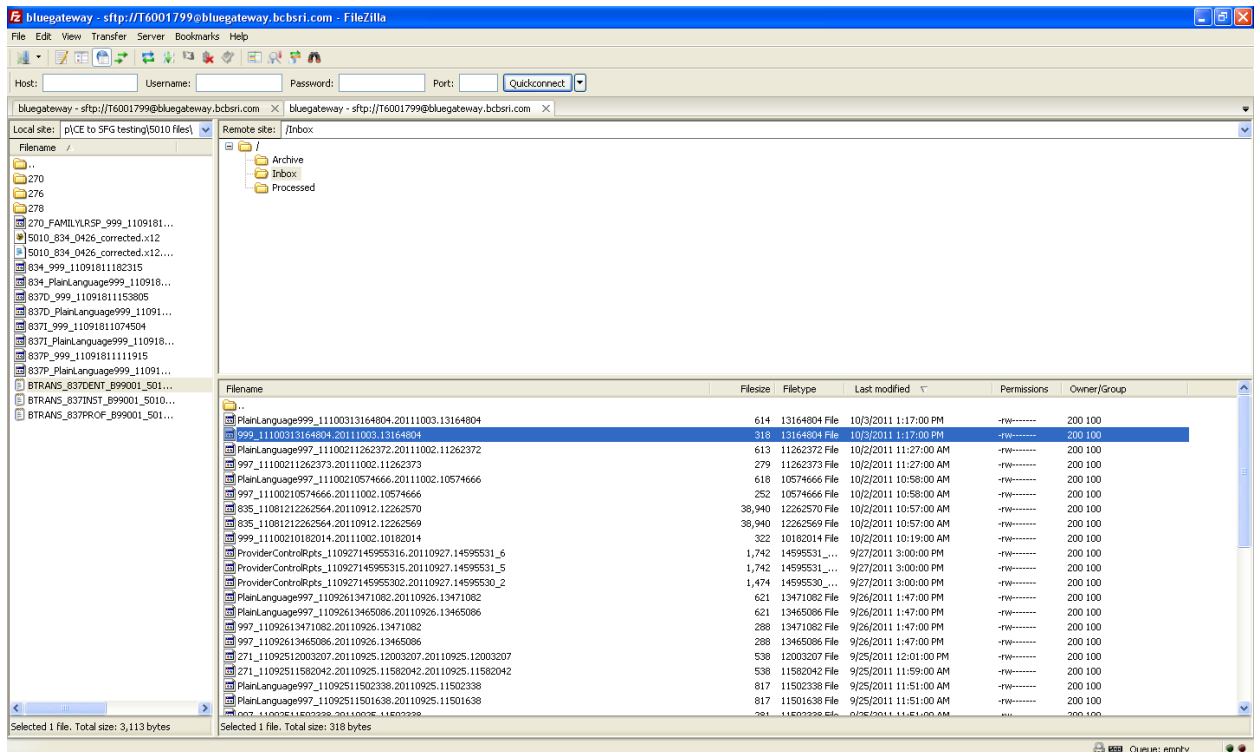 bluegateway - sftp://T6001799@bluegateway.bcbsri.com - FileZilla
File Edit View Transfer Server Bookmarks Help
Host: Username: Password: Port: Quickconnect
bluegateway - sftp://T6001799@bluegateway.bcbsri.com bluegateway - sftp://T6001799@bluegateway.bcbsri.com
Local site: p\CE to SFG testing\5010 files\
Filename
..
270
276
278
270_FAMILYLRSP_999_1109181...
5010_834_0426_corrected.x12
5010_834_0426_corrected.x12....
834_999_11091811182315
834_PlainLanguage999_110918...
837D_999_11091811153805
837D_PlainLanguage999_11091...
837I_999_11091811074504
837I_PlainLanguage999_110918...
837P_999_11091811111915
837P_PlainLanguage999_11091...
BTRANS_837DENT_B99001_501...
BTRANS_837INST_B99001_5010...
BTRANS_837PROF_B99001_501...
Selected 1 file. Total size: 3,113 bytes
Remote site: /Inbox
/
Archive
Inbox
Processed
Filename Filesize Filetype Last modified Permissions Owner/Group
..
PlainLanguage999_11100313164804.20111003.13164804 614 13164804 File 10/3/2011 1:17:00 PM -rw------- 200 100
999_11100313164804.20111003.13164804 318 13164804 File 10/3/2011 1:17:00 PM -rw------- 200 100
PlainLanguage997_11100211262372.20111002.11262372 613 11262372 File 10/2/2011 11:27:00 AM -rw------- 200 100
997_11100211262373.20111002.11262373 279 11262373 File 10/2/2011 11:27:00 AM -rw------- 200 100
PlainLanguage997_11100210574666.20111002.10574666 618 10574666 File 10/2/2011 10:58:00 AM -rw------- 200 100
997_11100210574666.20111002.10574666 252 10574666 File 10/2/2011 10:58:00 AM -rw------- 200 100
835_11081212262564.20110912.12262570 38,940 12262570 File 10/2/2011 10:57:00 AM -rw------- 200 100
835_11081212262564.20110912.12262569 38,940 12262569 File 10/2/2011 10:57:00 AM -rw------- 200 100
999_11100210182014.20111002.10182014 322 10182014 File 10/2/2011 10:19:00 AM -rw------- 200 100
ProviderControlRpts_110927145955316.20110927.14595531_6 1,742 14595531_... 9/27/2011 3:00:00 PM -rw------- 200 100
ProviderControlRpts_110927145955315.20110927.14595531_5 1,742 14595531_... 9/27/2011 3:00:00 PM -rw------- 200 100
ProviderControlRpts_110927145955302.20110927.14595530_2 1,474 14595530_... 9/27/2011 3:00:00 PM -rw------- 200 100
PlainLanguage997_11092613471082.20110926.13471082 621 13471082 File 9/26/2011 1:47:00 PM -rw------- 200 100
PlainLanguage997_11092613465086.20110926.13465086 621 13465086 File 9/26/2011 1:47:00 PM -rw------- 200 100
997_11092613471082.20110926.13471082 288 13471082 File 9/26/2011 1:47:00 PM -rw------- 200 100
997_11092613465086.20110926.13465086 288 13465086 File 9/26/2011 1:47:00 PM -rw------- 200 100
271_11092512003207.20110925.12003207.20110925.12003207 538 12003207 File 9/25/2011 12:01:00 PM -rw------- 200 100
271_11092511582042.20110925.11582042.20110925.11582042 538 11582042 File 9/25/2011 11:59:00 AM -rw------- 200 100
PlainLanguage997_11092511502338.20110925.11502338 817 11502338 File 9/25/2011 11:51:00 AM -rw------- 200 100
PlainLanguage997_11092511501638.20110925.11501638 817 11501638 File 9/25/2011 11:51:00 AM -rw------- 200 100
Selected 1 file. Total size: 318 bytes
Queue: empty